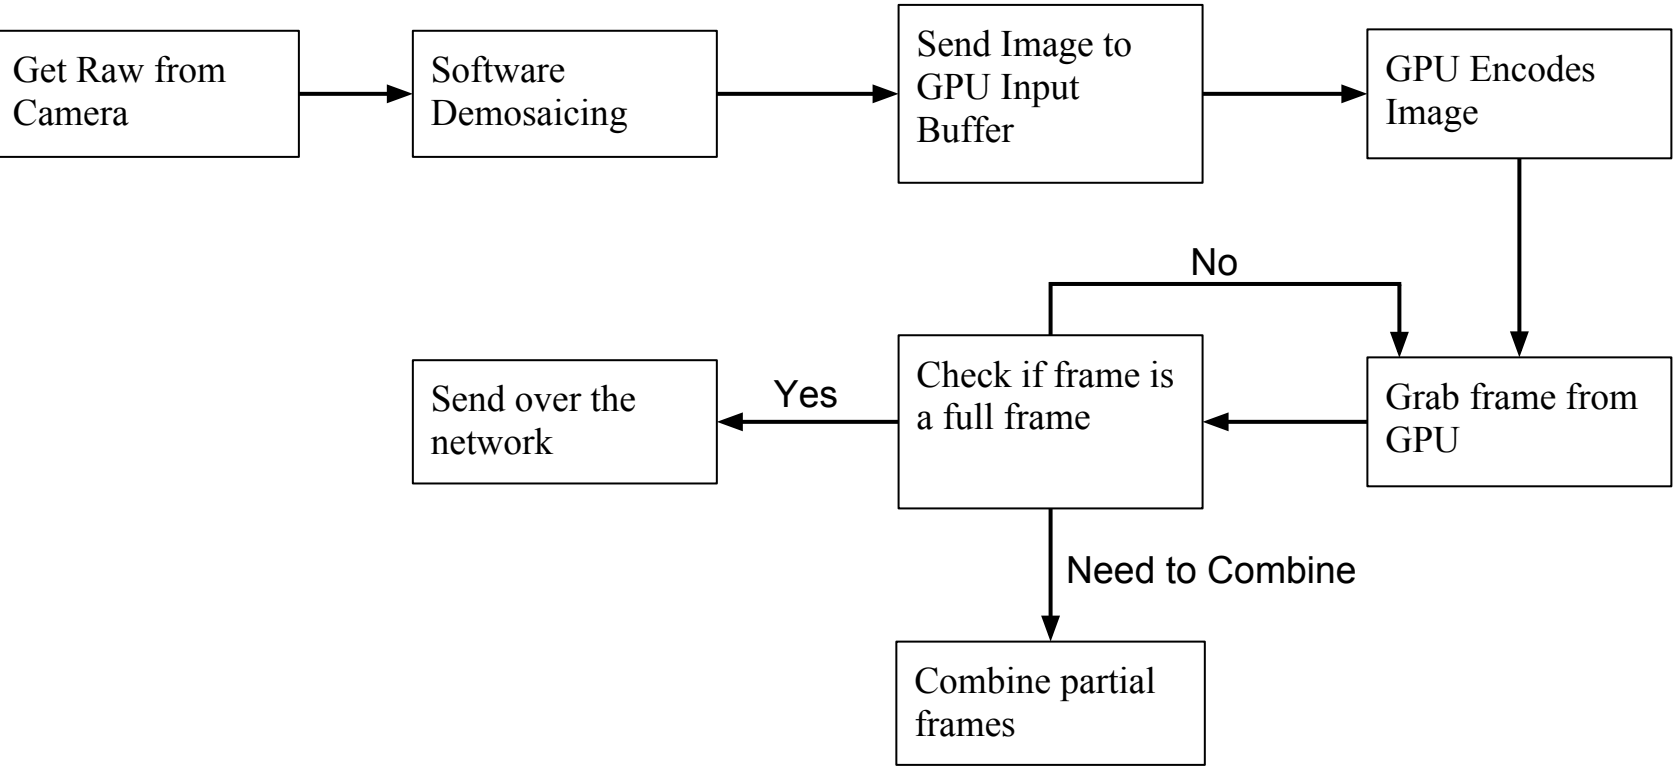 Get Raw from
Camera
Software
Demosaicing
Send Image to
GPU Input
Buffer
GPU Encodes
Image
No
Send over the
network
Yes
Check if frame is
a full frame
Grab frame from
GPU
Need to Combine
Combine partial
frames